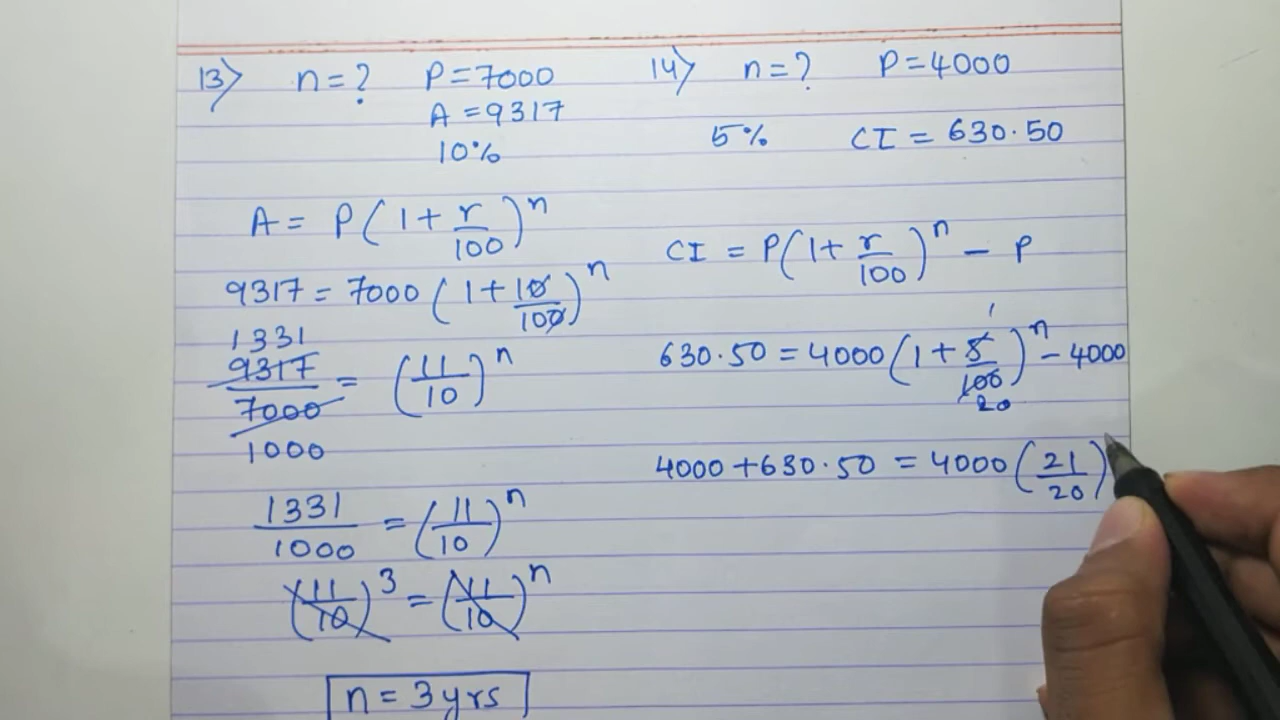 13) n = ? P = 7000
A = 9317
10%
A = P(1 + r/100)^n
9317 = 7000(1 + 10/100)^n
1331
9317/7000 = (11/10)^n
1000
1331/1000 = (11/10)^n
(11/10)^3 = (11/10)^n
n = 3 yrs
14) n = ? P = 4000
5% CI = 630.50
CI = P(1 + r/100)^n - P
1
630.50 = 4000(1 + 5/100)^n - 4000
20
4000 + 630.50 = 4000(21/20)